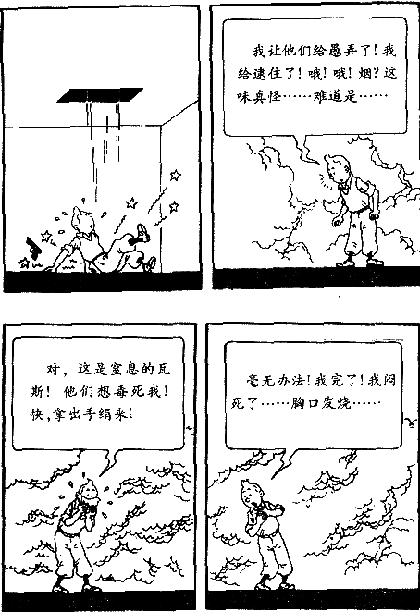 我让他们给愚弄了!我
给逮住了!哦!哦!烟?这
味真怪……难道是……
对,这是窒息的瓦
斯!他们想毒死我!
快,拿出手绢来!
毫无办法!我完了!我闷
死了……胸口发烧……